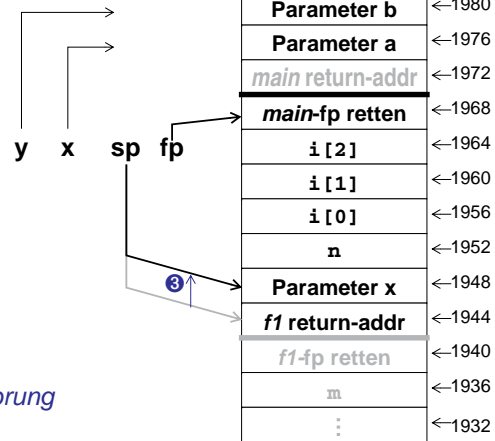 Parameter b ←1980
Parameter a ←1976
main return-addr ←1972
main-fp retten ←1968
y x sp fp i[2] ←1964
i[1] ←1960
i[0] ←1956
n ←1952
❸ Parameter x ←1948
f1 return-addr ←1944
f1-fp retten ←1940
m ←1936
⋮ ←1932